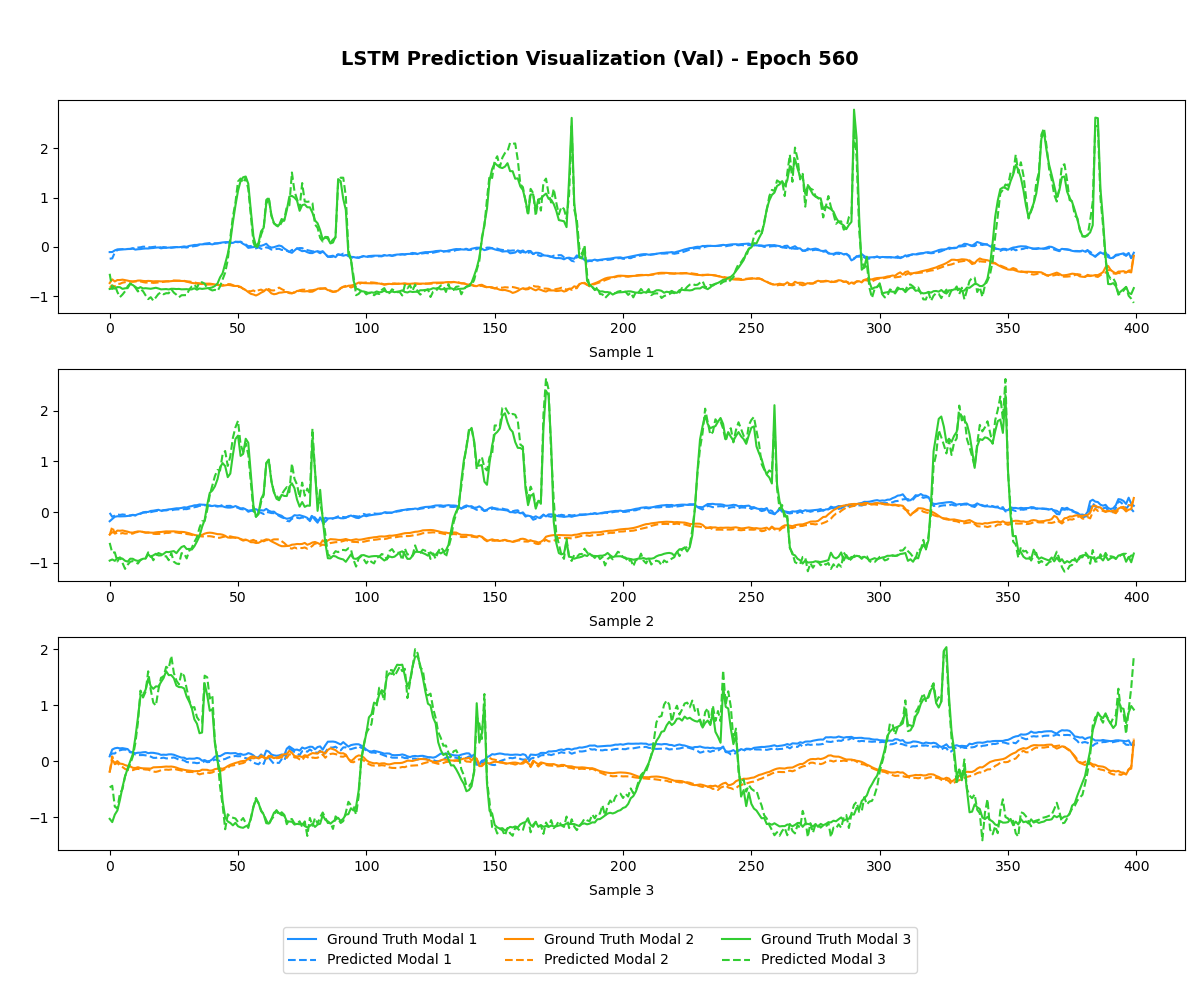 LSTM Prediction Visualization (Val) - Epoch 560
2
1
0
−1
0 50 100 150 200 250 300 350 400
Sample 1
2
1
0
−1
0 50 100 150 200 250 300 350 400
Sample 2
2
1
0
−1
0 50 100 150 200 250 300 350 400
Sample 3
Ground Truth Modal 1 Ground Truth Modal 2 Ground Truth Modal 3
Predicted Modal 1 Predicted Modal 2 Predicted Modal 3